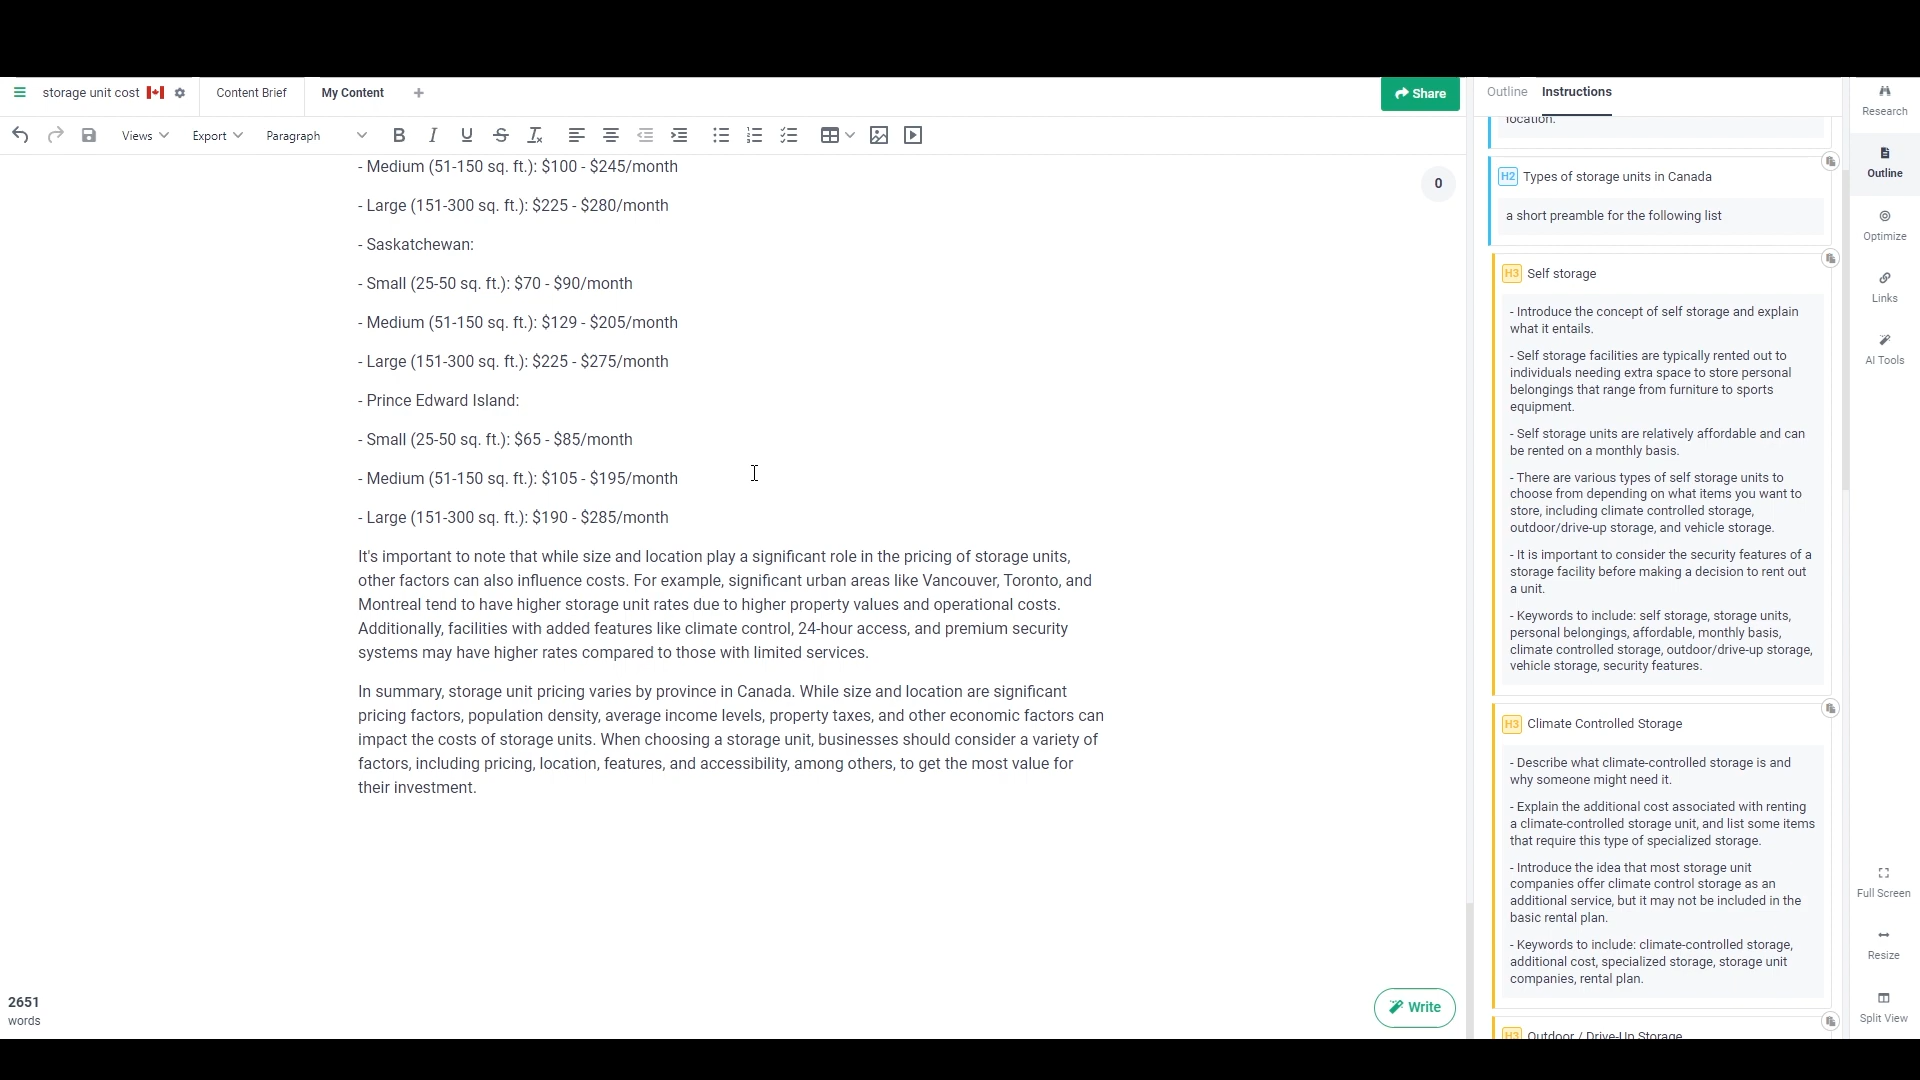 storage unit cost
Content Brief
My Content
+
Share
Outline
Instructions
Research
Views
Export
Paragraph
B
I
U
S
Outline
Optimize
Links
AI Tools
Full Screen
Resize
Split View
- Medium (51-150 sq. ft.): $100 - $245/month
- Large (151-300 sq. ft.): $225 - $280/month
- Saskatchewan:
- Small (25-50 sq. ft.): $70 - $90/month
- Medium (51-150 sq. ft.): $129 - $205/month
- Large (151-300 sq. ft.): $225 - $275/month
- Prince Edward Island:
- Small (25-50 sq. ft.): $65 - $85/month
- Medium (51-150 sq. ft.): $105 - $195/month
- Large (151-300 sq. ft.): $190 - $285/month
It's important to note that while size and location play a significant role in the pricing of storage units,
other factors can also influence costs. For example, significant urban areas like Vancouver, Toronto, and
Montreal tend to have higher storage unit rates due to higher property values and operational costs.
Additionally, facilities with added features like climate control, 24-hour access, and premium security
systems may have higher rates compared to those with limited services.
In summary, storage unit pricing varies by province in Canada. While size and location are significant
pricing factors, population density, average income levels, property taxes, and other economic factors can
impact the costs of storage units. When choosing a storage unit, businesses should consider a variety of
factors, including pricing, location, features, and accessibility, among others, to get the most value for
their investment.
0
2651
words
Write
location.
H2 Types of storage units in Canada
a short preamble for the following list
H3 Self storage
- Introduce the concept of self storage and explain
what it entails.
- Self storage facilities are typically rented out to
individuals needing extra space to store personal
belongings that range from furniture to sports
equipment.
- Self storage units are relatively affordable and can
be rented on a monthly basis.
- There are various types of self storage units to
choose from depending on what items you want to
store, including climate controlled storage,
outdoor/drive-up storage, and vehicle storage.
- It is important to consider the security features of a
storage facility before making a decision to rent out
a unit.
- Keywords to include: self storage, storage units,
personal belongings, affordable, monthly basis,
climate controlled storage, outdoor/drive-up storage,
vehicle storage, security features.
H3 Climate Controlled Storage
- Describe what climate-controlled storage is and
why someone might need it.
- Explain the additional cost associated with renting
a climate-controlled storage unit, and list some items
that require this type of specialized storage.
- Introduce the idea that most storage unit
companies offer climate control storage as an
additional service, but it may not be included in the
basic rental plan.
- Keywords to include: climate-controlled storage,
additional cost, specialized storage, storage unit
companies, rental plan.
H3 Outdoor / Drive-Up Storage